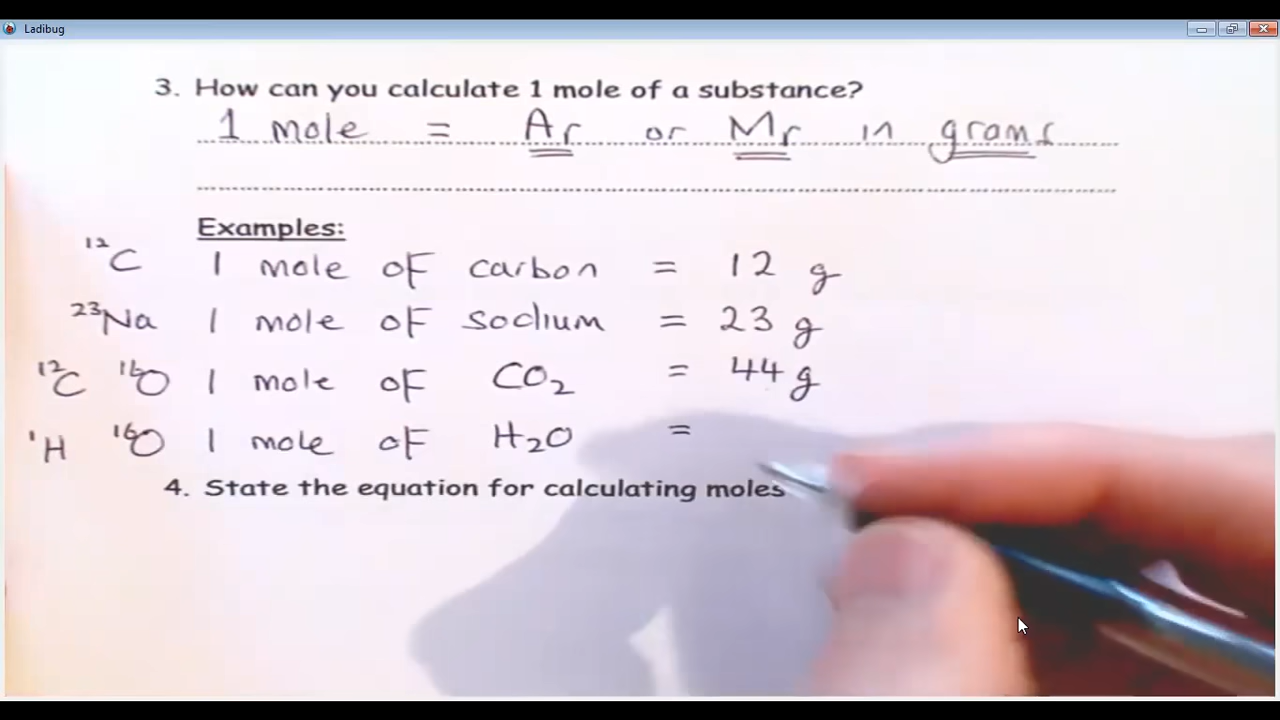 Ladibug
3. How can you calculate 1 mole of a substance?
1 mole = Ar or Mr in grams
Examples:
¹²C 1 mole of carbon = 12 g
²³Na 1 mole of sodium = 23 g
¹²C ¹⁶O 1 mole of CO₂ = 44 g
¹H ¹⁶O 1 mole of H₂O =
4. State the equation for calculating moles